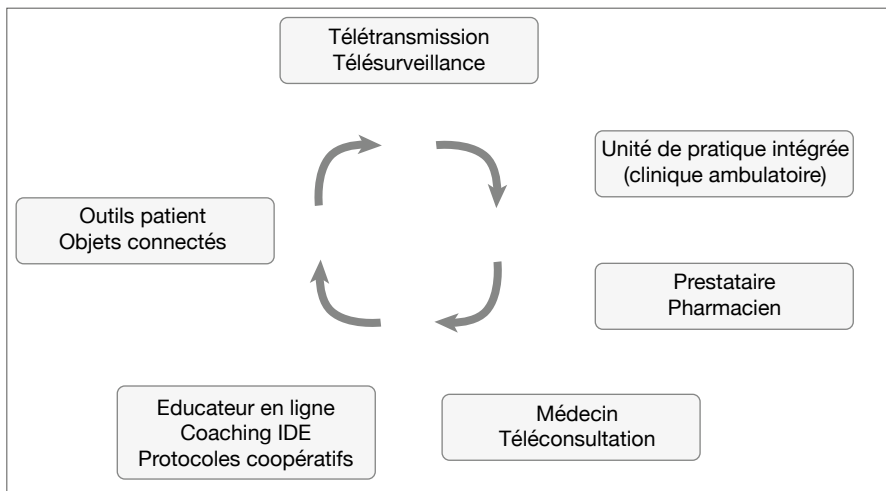 Télétransmission
Télésurveillance
Unité de pratique intégrée
(clinique ambulatoire)
Outils patient
Objets connectés
Prestataire
Pharmacien
Educateur en ligne
Coaching IDE
Protocoles coopératifs
Médecin
Téléconsultation